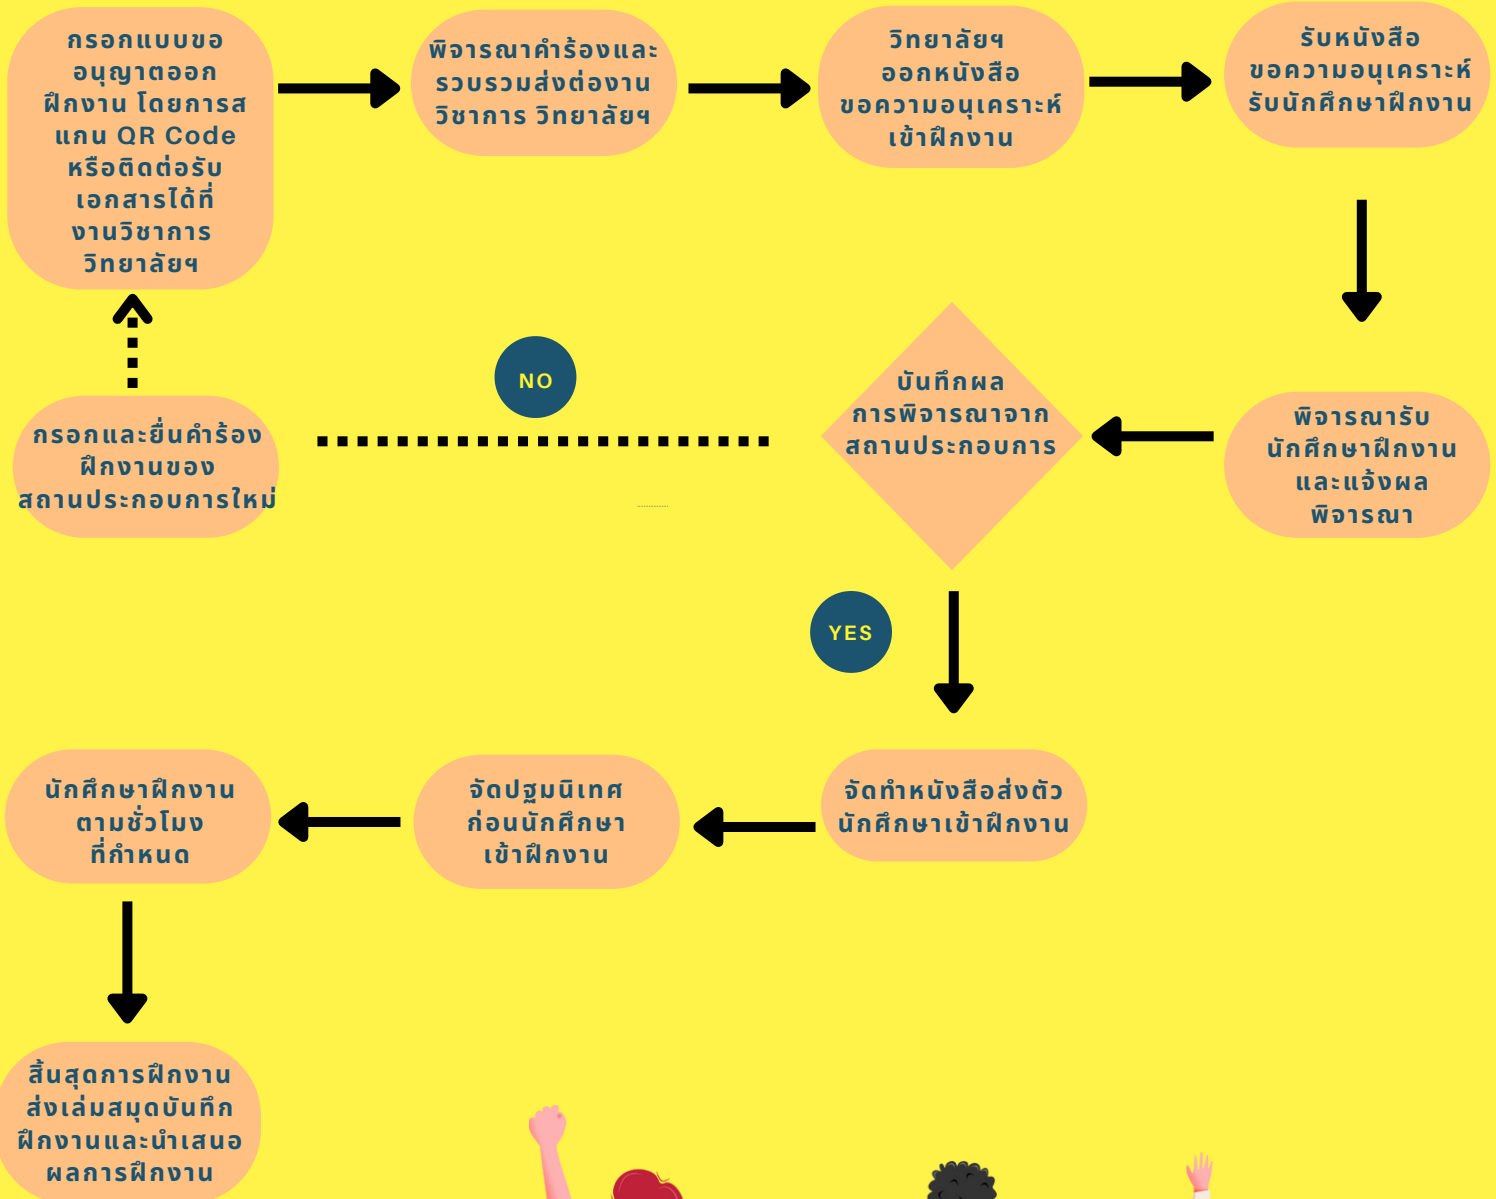 กรอกแบบขอ
อนุญาตออก
ฝึกงาน โดยการส
แกน QR Code
หรือติดต่อรับ
เอกสารได้ที่
งานวิชาการ
วิทยาลัยฯ
พิจารณาคำร้องและ
รวบรวมส่งต่องาน
วิชาการ วิทยาลัยฯ
วิทยาลัยฯ
ออกหนังสือ
ขอความอนุเคราะห์
เข้าฝึกงาน
รับหนังสือ
ขอความอนุเคราะห์
รับนักศึกษาฝึกงาน
พิจารณารับ
นักศึกษาฝึกงาน
และแจ้งผล
พิจารณา
บันทึกผล
การพิจารณาจาก
สถานประกอบการ
NO
กรอกและยื่นคำร้อง
ฝึกงานของ
สถานประกอบการใหม่
YES
จัดทำหนังสือส่งตัว
นักศึกษาเข้าฝึกงาน
จัดปฐมนิเทศ
ก่อนนักศึกษา
เข้าฝึกงาน
นักศึกษาฝึกงาน
ตามชั่วโมง
ที่กำหนด
สิ้นสุดการฝึกงาน
ส่งเล่มสมุดบันทึก
ฝึกงานและนำเสนอ
ผลการฝึกงาน